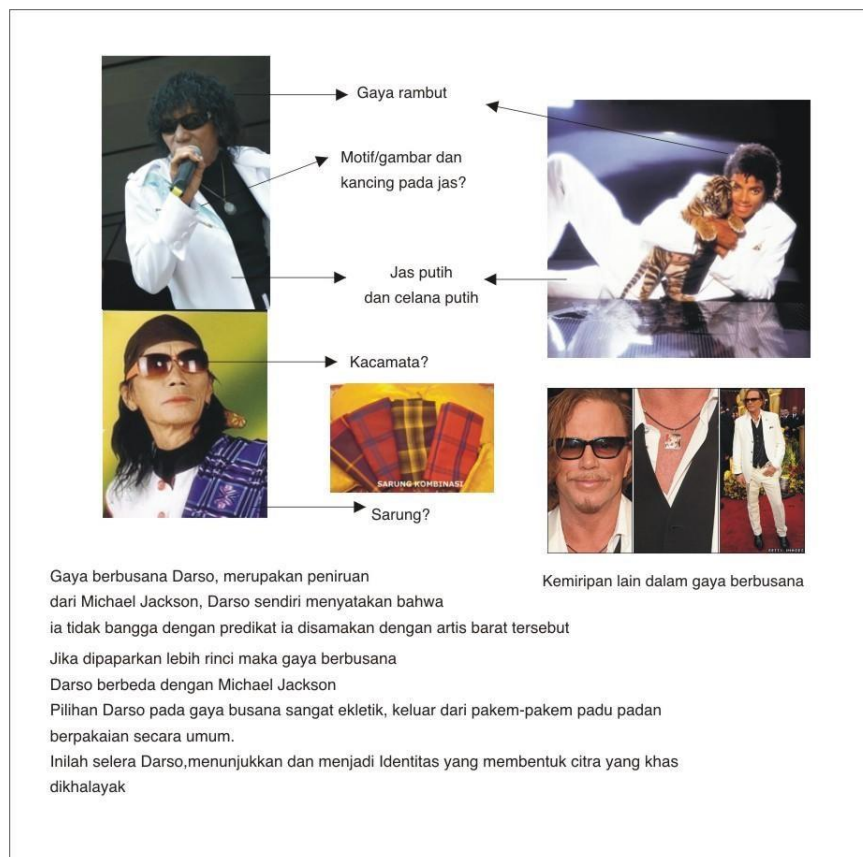 Gaya rambut
Motif/gambar dan
kancing pada jas?
Jas putih
dan celana putih
Kacamata?
SARUNG KOMBINASI
Sarung?
GETTY IMAGES
Kemiripan lain dalam gaya berbusana
Gaya berbusana Darso, merupakan peniruan
dari Michael Jackson, Darso sendiri menyatakan bahwa
ia tidak bangga dengan predikat ia disamakan dengan artis barat tersebut
Jika dipaparkan lebih rinci maka gaya berbusana
Darso berbeda dengan Michael Jackson
Pilihan Darso pada gaya busana sangat ekletik, keluar dari pakem-pakem padu padan
berpakaian secara umum.
Inilah selera Darso,menunjukkan dan menjadi Identitas yang membentuk citra yang khas
dikhalayak